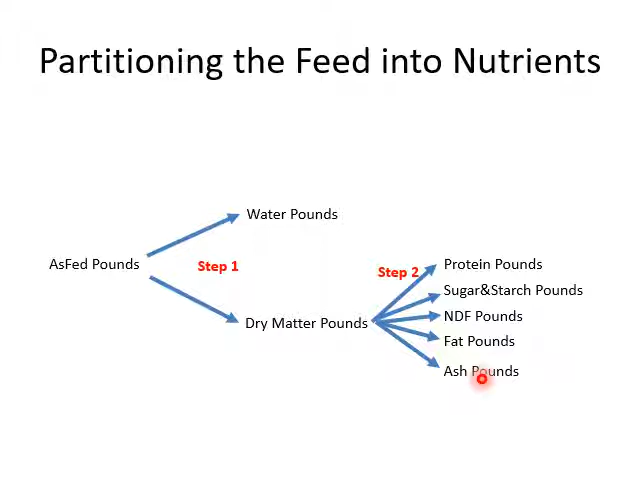 Partitioning the Feed into Nutrients
Water Pounds
AsFed Pounds
Step 1
Step 2
Protein Pounds
Sugar&Starch Pounds
NDF Pounds
Dry Matter Pounds
Fat Pounds
Ash Pounds